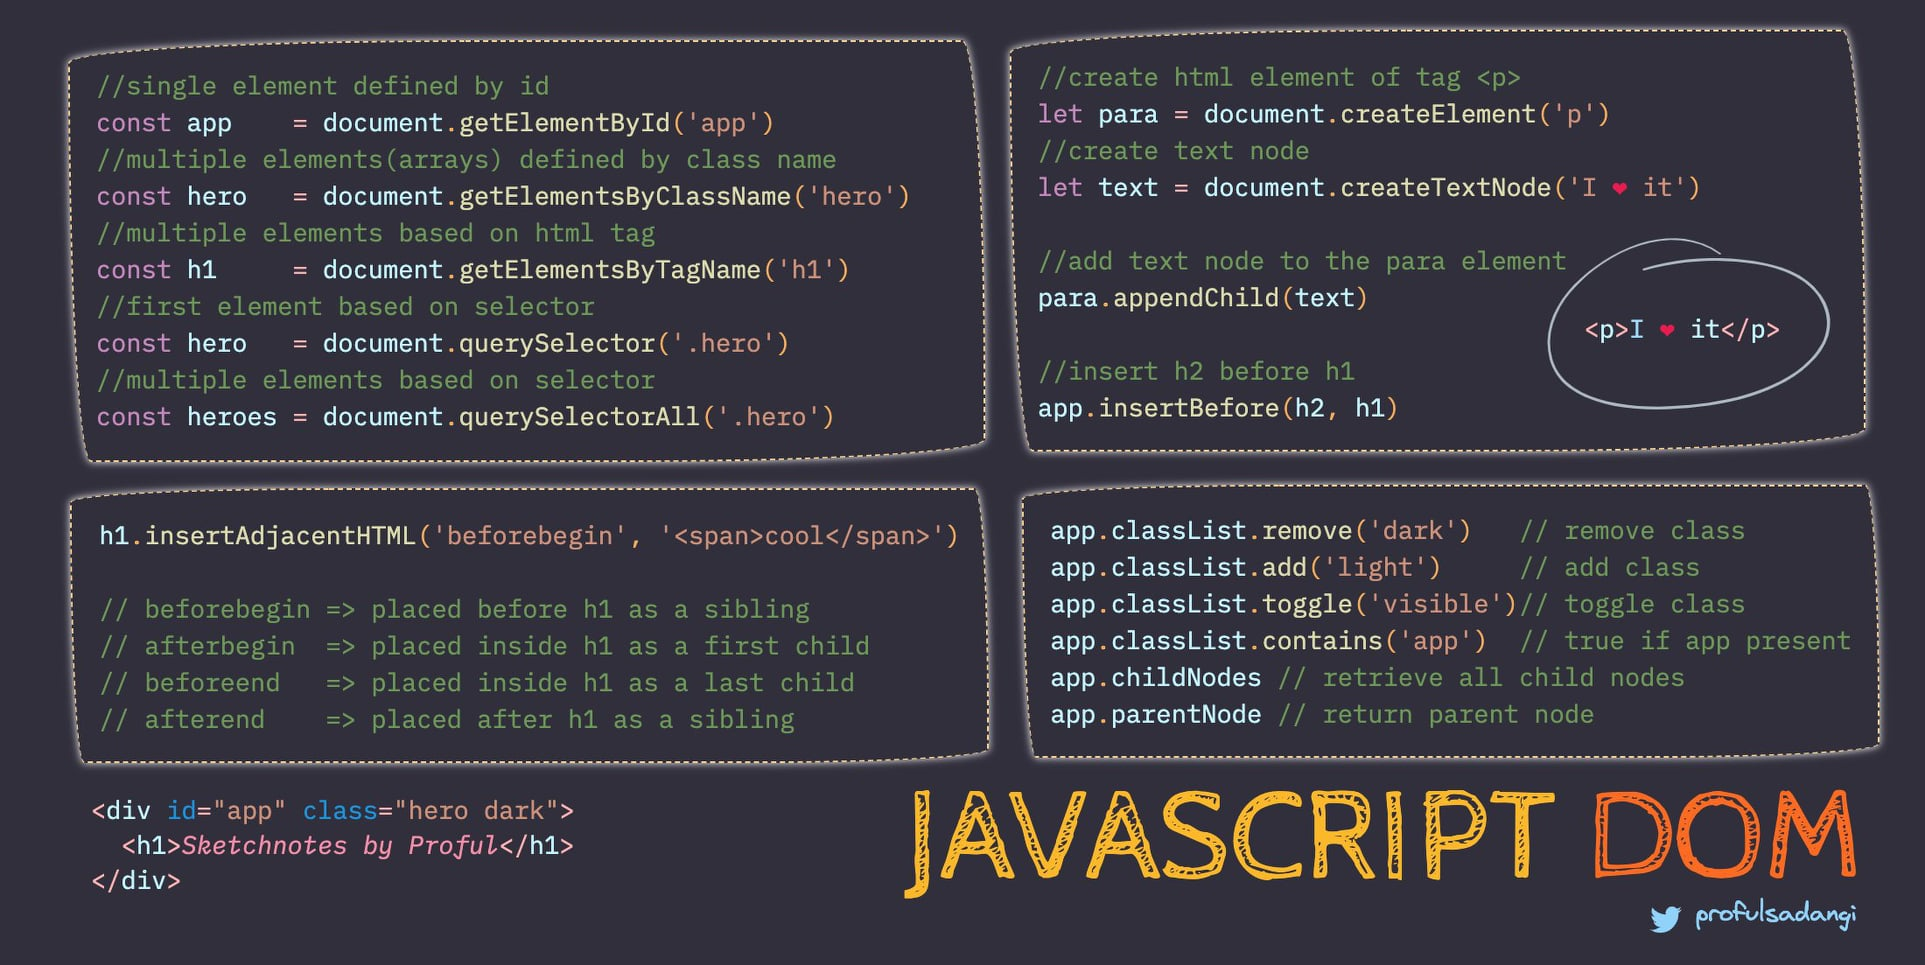 //single element defined by id
const app    = document.getElementById('app')
//multiple elements(arrays) defined by class name
const hero   = document.getElementsByClassName('hero')
//multiple elements based on html tag
const h1     = document.getElementsByTagName('h1')
//first element based on selector
const hero   = document.querySelector('.hero')
//multiple elements based on selector
const heroes = document.querySelectorAll('.hero')
//create html element of tag <p>
let para = document.createElement('p')
//create text node
let text = document.createTextNode('I ❤ it')
//add text node to the para element
para.appendChild(text)
<p>I ❤ it</p>
//insert h2 before h1
app.insertBefore(h2, h1)
h1.insertAdjacentHTML('beforebegin', '<span>cool</span>')
// beforebegin => placed before h1 as a sibling
// afterbegin  => placed inside h1 as a first child
// beforeend   => placed inside h1 as a last child
// afterend    => placed after h1 as a sibling
app.classList.remove('dark')   // remove class
app.classList.add('light')     // add class
app.classList.toggle('visible')// toggle class
app.classList.contains('app')  // true if app present
app.childNodes // retrieve all child nodes
app.parentNode // return parent node
<div id="app" class="hero dark">
  <h1>Sketchnotes by Proful</h1>
</div>
JAVASCRIPT DOM
profulsadangi